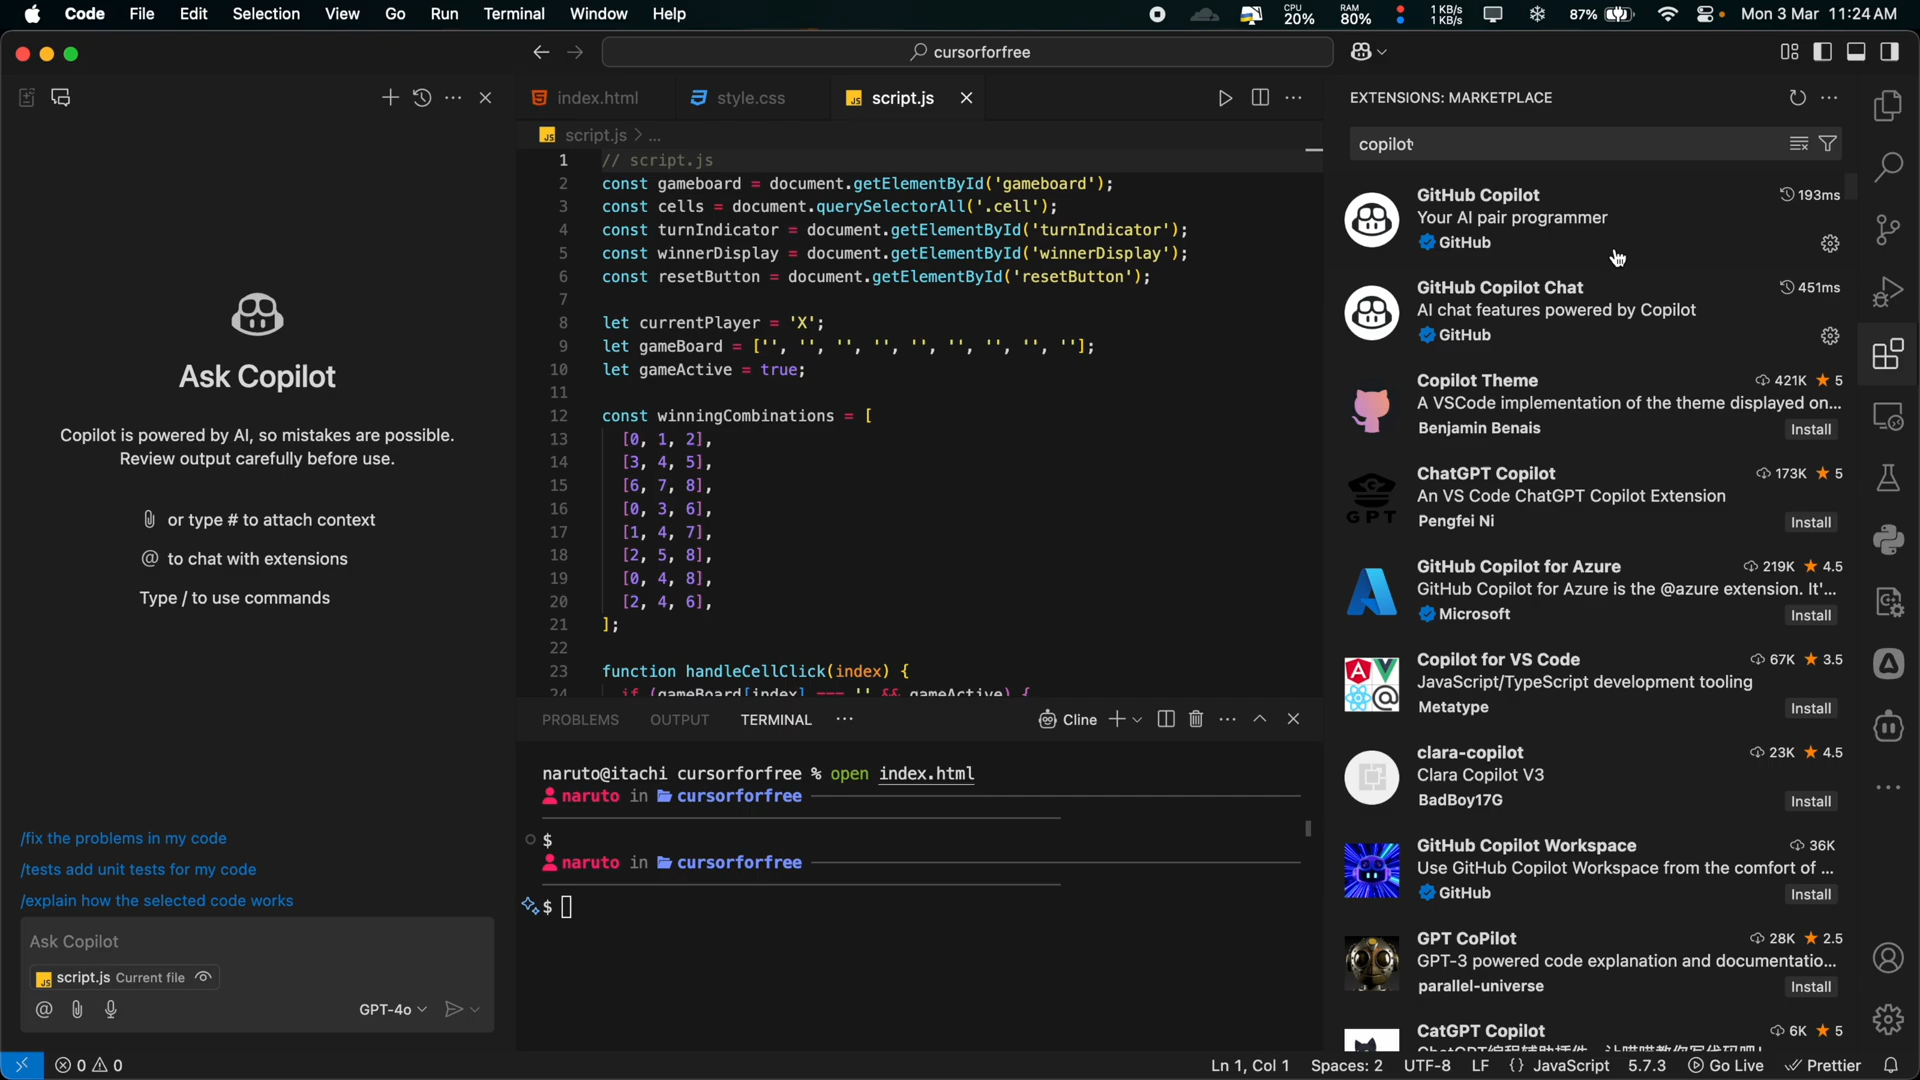 Code File Edit Selection View Go Run Terminal Window Help
CPU 20% RAM 80% 1 KB/s 1 KB/s 87% Mon 3 Mar 11:24 AM
cursorforfree
Ask Copilot
Copilot is powered by AI, so mistakes are possible.
Review output carefully before use.
or type # to attach context
@ to chat with extensions
Type / to use commands
/fix the problems in my code
/tests add unit tests for my code
/explain how the selected code works
Ask Copilot
JS script.js Current file
@ GPT-4o
index.html style.css JS script.js
JS script.js > ...
1 // script.js
2 const gameboard = document.getElementById('gameboard');
3 const cells = document.querySelectorAll('.cell');
4 const turnIndicator = document.getElementById('turnIndicator');
5 const winnerDisplay = document.getElementById('winnerDisplay');
6 const resetButton = document.getElementById('resetButton');
7
8 let currentPlayer = 'X';
9 let gameBoard = ['', '', '', '', '', '', '', '', ''];
10 let gameActive = true;
11
12 const winningCombinations = [
13 [0, 1, 2],
14 [3, 4, 5],
15 [6, 7, 8],
16 [0, 3, 6],
17 [1, 4, 7],
18 [2, 5, 8],
19 [0, 4, 8],
20 [2, 4, 6],
21 ];
22
23 function handleCellClick(index) {
24 if (gameBoard[index] === '' && gameActive) {
PROBLEMS OUTPUT TERMINAL ··· Cline
naruto@itachi cursorforfree % open index.html
naruto in cursorforfree
$
naruto in cursorforfree
$
EXTENSIONS: MARKETPLACE
copilot
GitHub Copilot 193ms
Your AI pair programmer
GitHub
GitHub Copilot Chat 451ms
AI chat features powered by Copilot
GitHub
Copilot Theme 421K 5
A VSCode implementation of the theme displayed on...
Benjamin Benais Install
GPT
ChatGPT Copilot 173K 5
An VS Code ChatGPT Copilot Extension
Pengfei Ni Install
GitHub Copilot for Azure 219K 4.5
GitHub Copilot for Azure is the @azure extension. It'...
Microsoft Install
Copilot for VS Code 67K 3.5
JavaScript/TypeScript development tooling
Metatype Install
clara-copilot 23K 4.5
Clara Copilot V3
BadBoy17G Install
GitHub Copilot Workspace 36K
Use GitHub Copilot Workspace from the comfort of ...
GitHub Install
GPT CoPilot 28K 2.5
GPT-3 powered code explanation and documentatio...
parallel-universe Install
CatGPT Copilot 6K 5
0 0 Ln 1, Col 1 Spaces: 2 UTF-8 LF {} JavaScript 5.7.3 Go Live Prettier